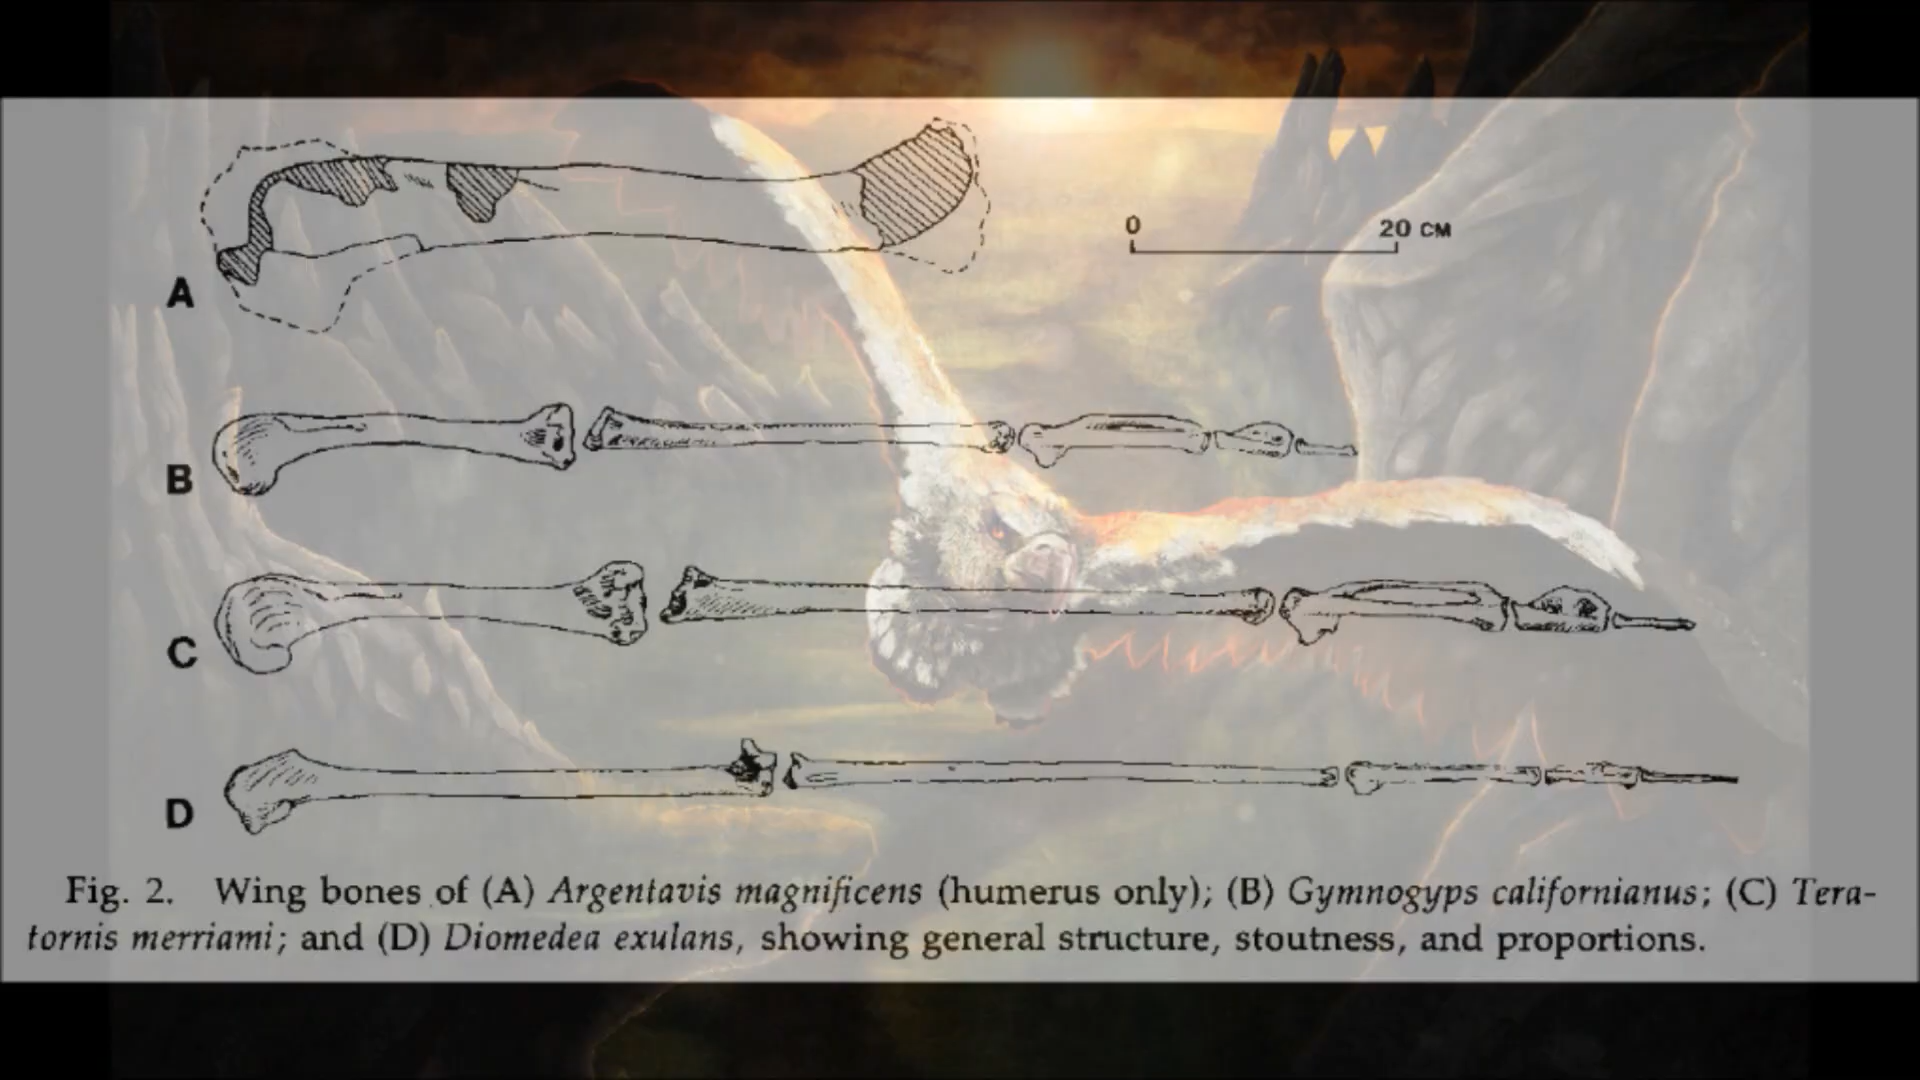 0
20 CM
A
B
C
D
Fig. 2. Wing bones of (A) Argentavis magnificens (humerus only); (B) Gymnogyps californianus; (C) Tera-
tornis merriami; and (D) Diomedea exulans, showing general structure, stoutness, and proportions.